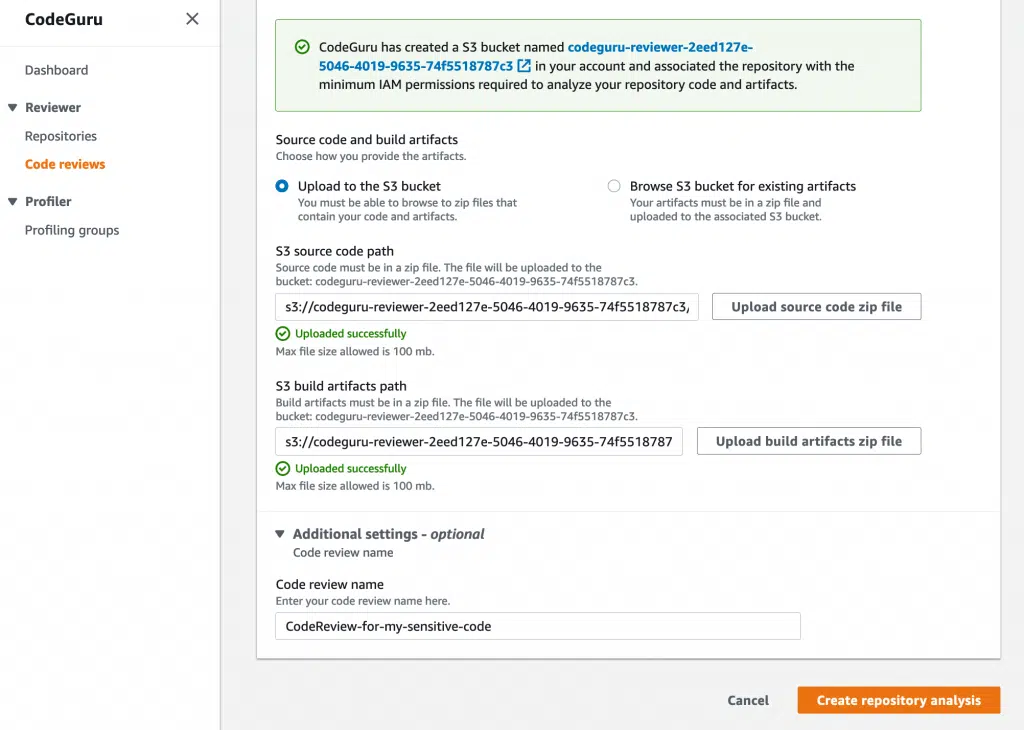 CodeGuru
Dashboard
Reviewer
Repositories
Code reviews
Profiler
Profiling groups
CodeGuru has created a S3 bucket named codeguru-reviewer-2eed127e-
5046-4019-9635-74f5518787c3 in your account and associated the repository with the
minimum IAM permissions required to analyze your repository code and artifacts.
Source code and build artifacts
Choose how you provide the artifacts.
Upload to the S3 bucket
You must be able to browse to zip files that
contain your code and artifacts.
Browse S3 bucket for existing artifacts
Your artifacts must be in a zip file and
uploaded to the associated S3 bucket.
S3 source code path
Source code must be in a zip file. The file will be uploaded to the
bucket: codeguru-reviewer-2eed127e-5046-4019-9635-74f5518787c3.
s3://codeguru-reviewer-2eed127e-5046-4019-9635-74f5518787c3/
Upload source code zip file
Uploaded successfully
Max file size allowed is 100 mb.
S3 build artifacts path
Build artifacts must be in a zip file. The file will be uploaded to the
bucket: codeguru-reviewer-2eed127e-5046-4019-9635-74f5518787c3.
s3://codeguru-reviewer-2eed127e-5046-4019-9635-74f5518787
Upload build artifacts zip file
Uploaded successfully
Max file size allowed is 100 mb.
Additional settings - optional
Code review name
Code review name
Enter your code review name here.
CodeReview-for-my-sensitive-code
Cancel
Create repository analysis